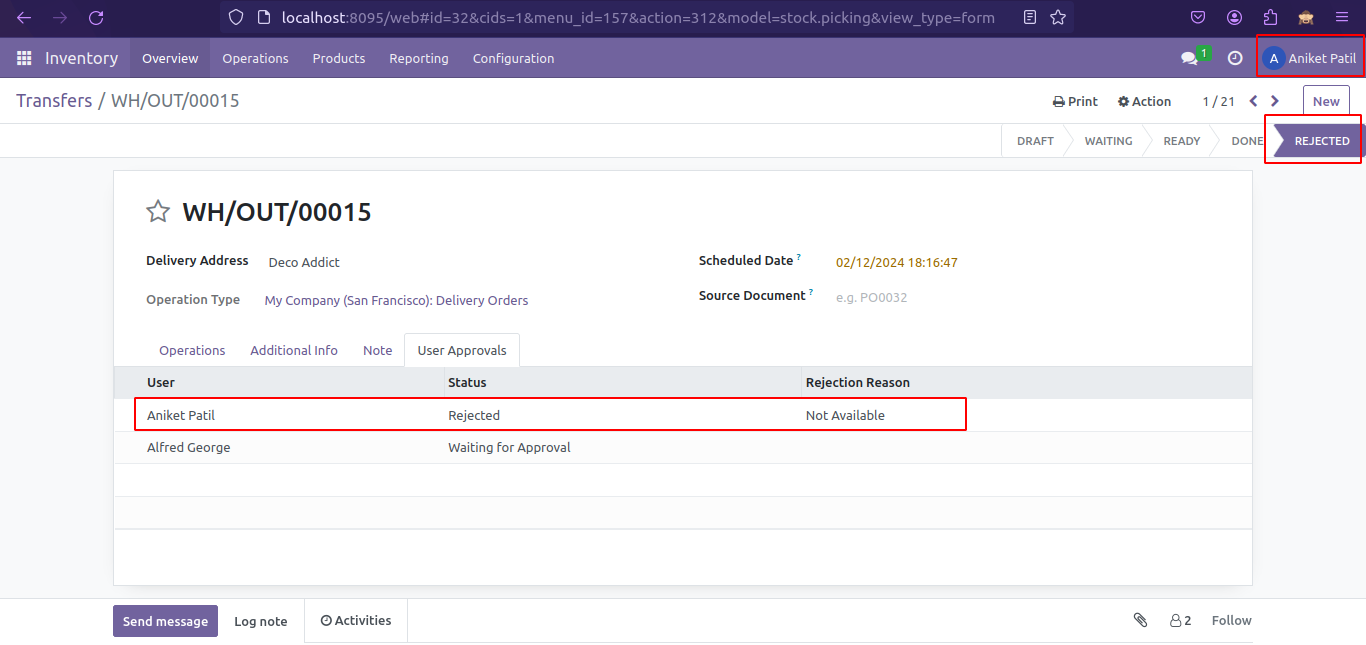 localhost:8095/web#id=32&cids=1&menu_id=157&action=312&model=stock.picking&view_type=form
Inventory Overview Operations Products Reporting Configuration 1 A Aniket Patil
Transfers / WH/OUT/00015 Print Action 1 / 21 New
DRAFT WAITING READY DONE REJECTED
WH/OUT/00015
Delivery Address Deco Addict Scheduled Date ? 02/12/2024 18:16:47
Operation Type My Company (San Francisco): Delivery Orders Source Document ? e.g. PO0032
Operations Additional Info Note User Approvals
User Status Rejection Reason
Aniket Patil Rejected Not Available
Alfred George Waiting for Approval
Send message Log note Activities 2 Follow